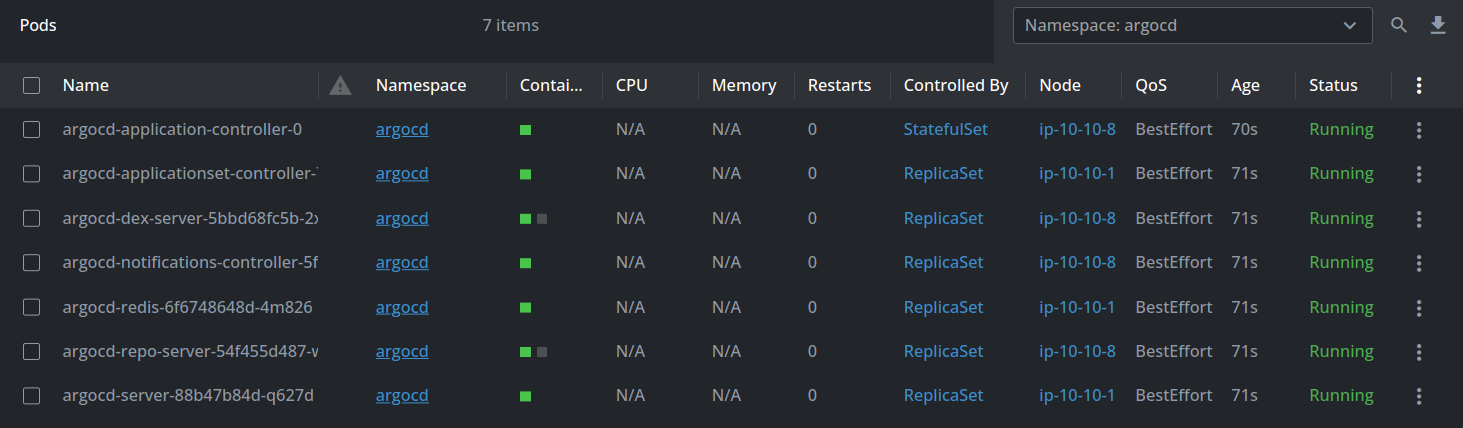 Pods 7 items Namespace: argocd
Name Namespace Contai... CPU Memory Restarts Controlled By Node QoS Age Status
argocd-application-controller-0 argocd N/A N/A 0 StatefulSet ip-10-10-8 BestEffort 70s Running
argocd-applicationset-controller- argocd N/A N/A 0 ReplicaSet ip-10-10-1 BestEffort 71s Running
argocd-dex-server-5bbd68fc5b-2x argocd N/A N/A 0 ReplicaSet ip-10-10-8 BestEffort 71s Running
argocd-notifications-controller-5f argocd N/A N/A 0 ReplicaSet ip-10-10-8 BestEffort 71s Running
argocd-redis-6f6748648d-4m826 argocd N/A N/A 0 ReplicaSet ip-10-10-1 BestEffort 71s Running
argocd-repo-server-54f455d487-w argocd N/A N/A 0 ReplicaSet ip-10-10-8 BestEffort 71s Running
argocd-server-88b47b84d-q627d argocd N/A N/A 0 ReplicaSet ip-10-10-1 BestEffort 71s Running